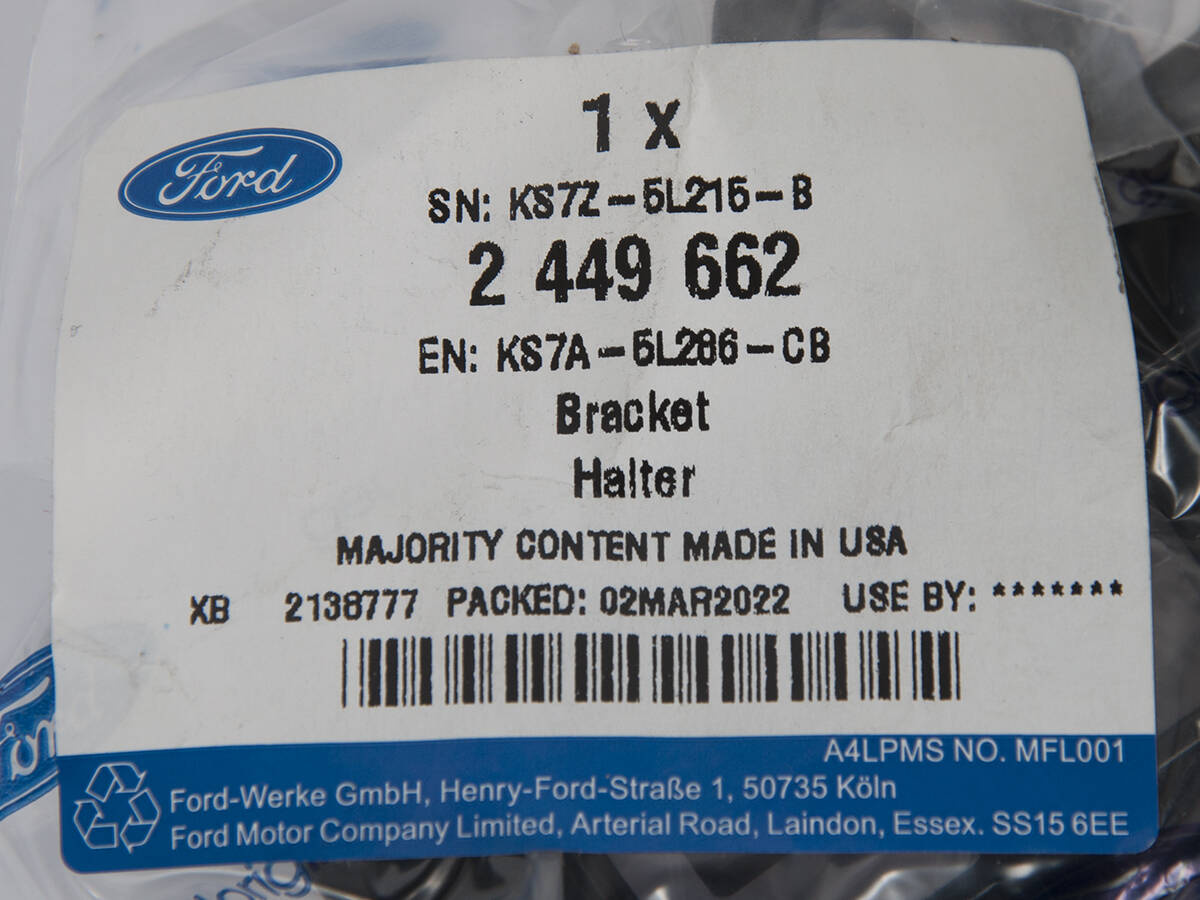 Ford
1 x
SN: KS7Z-5L215-B
2 449 662
EN: KS7A-5L286-CB
Bracket
Halter
MAJORITY CONTENT MADE IN USA
XB 2138777 PACKED: 02MAR2022 USE BY: *******
A4LPMS NO. MFL001
Ford-Werke GmbH, Henry-Ford-Straße 1, 50735 Köln
Ford Motor Company Limited, Arterial Road, Laindon, Essex. SS15 6EE